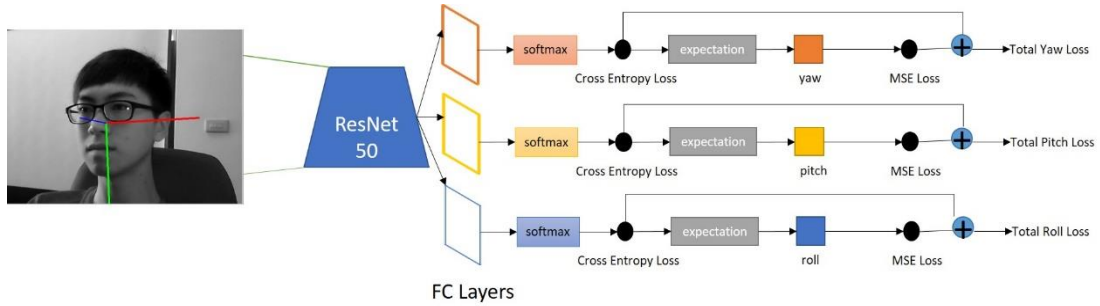 softmax
expectation
Cross Entropy Loss
yaw
MSE Loss
Total Yaw Loss
ResNet
50
softmax
expectation
Cross Entropy Loss
pitch
MSE Loss
Total Pitch Loss
softmax
expectation
Cross Entropy Loss
roll
MSE Loss
Total Roll Loss
FC Layers